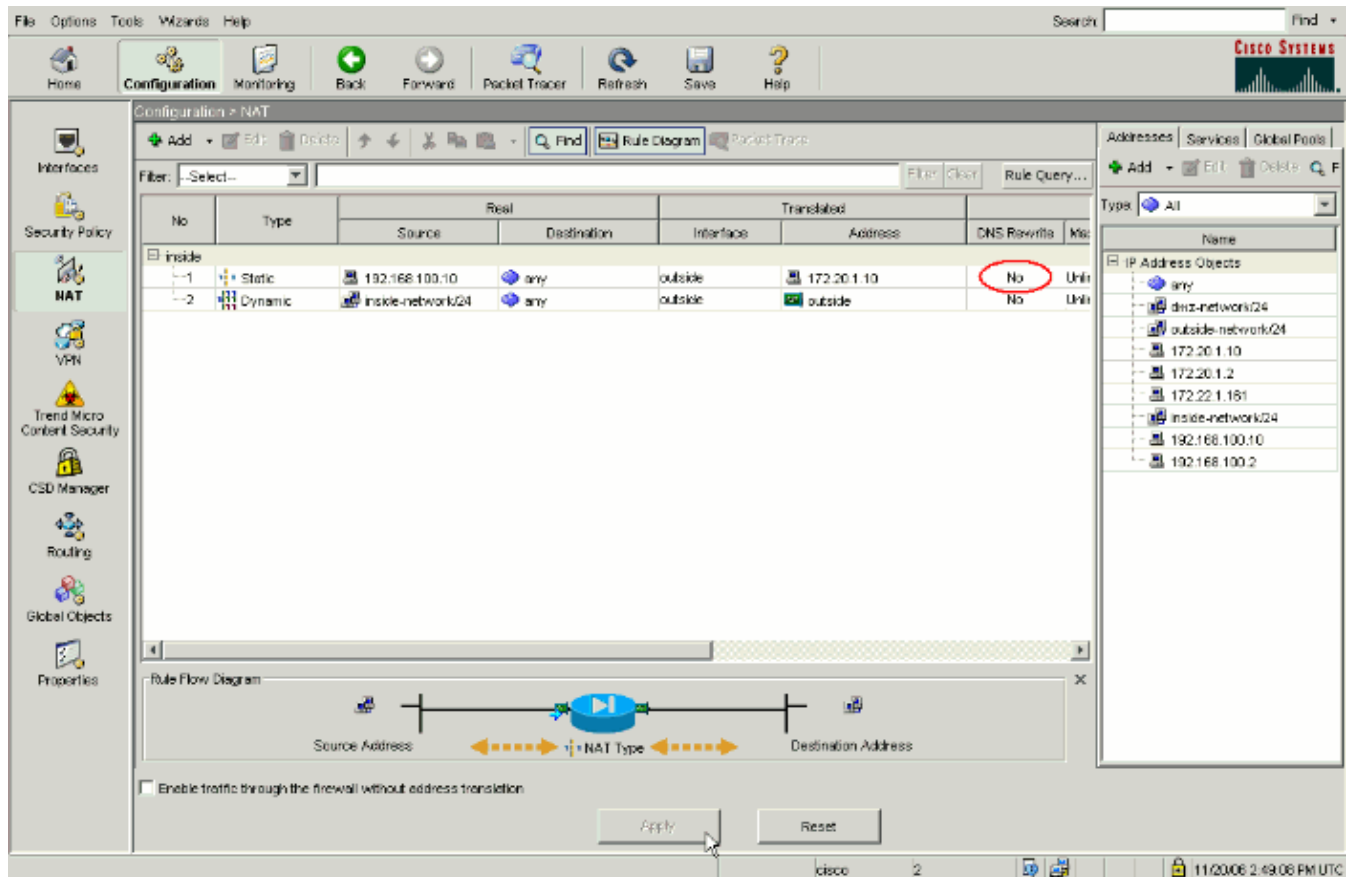 File Options Tools Wizards Help Search: Find
Home Configuration Monitoring Back Forward Packet Tracer Refresh Save Help
CISCO SYSTEMS
Configuration > NAT
Add Edit Delete Find Rule Diagram Packet Trace
Filter: --Select-- Filter Clear Rule Query...
No Type Real Translated
Source Destination Interface Address DNS Rewrite Max
inside
1 Static 192.168.100.10 any outside 172.20.1.10 No Unlim
2 Dynamic inside-network/24 any outside outside No Unlim
Interfaces
Security Policy
NAT
VPN
Trend Micro
Content Security
CSD Manager
Routing
Global Objects
Properties
Addresses Services Global Pools
Add Edit Delete F
Type: All
Name
IP Address Objects
any
dmz-network/24
outside-network/24
172.20.1.10
172.20.1.2
172.22.1.161
inside-network/24
192.168.100.10
192.168.100.2
Rule Flow Diagram
Source Address NAT Type Destination Address
Enable traffic through the firewall without address translation
Apply Reset
cisco 2 11/20/06 2:49:08 PM UTC